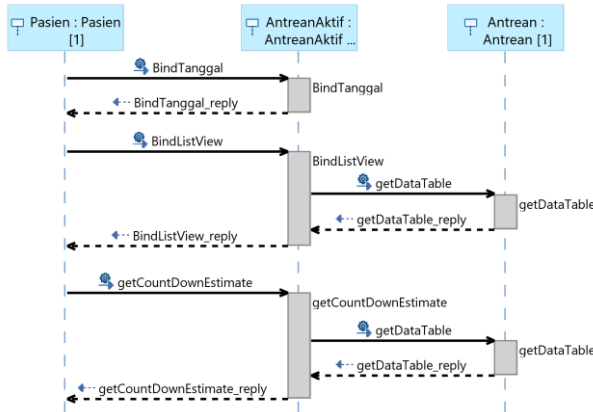 Pasien : Pasien
[1]
AntreanAktif :
AntreanAktif ...
Antrean :
Antrean [1]
BindTanggal
BindTanggal
BindTanggal_reply
BindListView
BindListView
getDataTable
getDataTable
getDataTable_reply
BindListView_reply
getCountDownEstimate
getCountDownEstimate
getDataTable
getDataTable
getDataTable_reply
getCountDownEstimate_reply